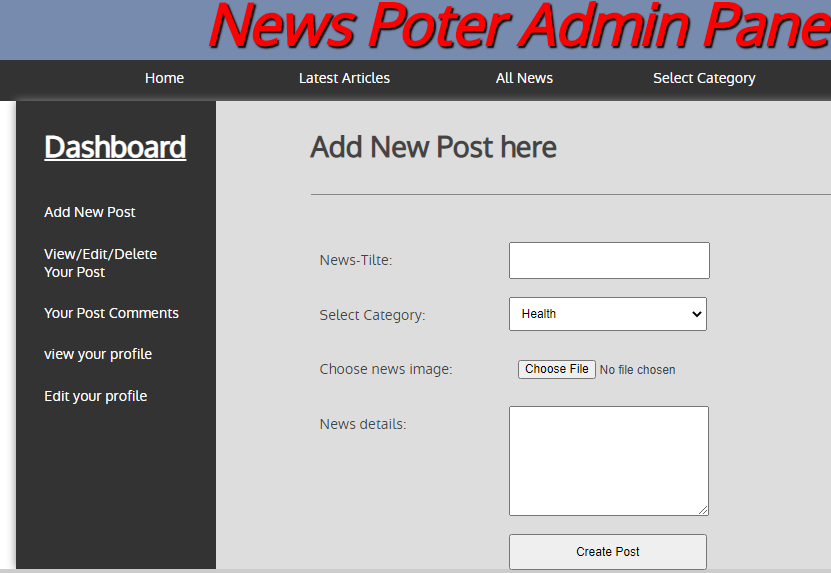 News Poter Admin Pane
Home Latest Articles All News Select Category
Dashboard
Add New Post
View/Edit/Delete
Your Post
Your Post Comments
view your profile
Edit your profile
Add New Post here
News-Tilte:
Select Category: Health
Choose news image: Choose File No file chosen
News details:
Create Post